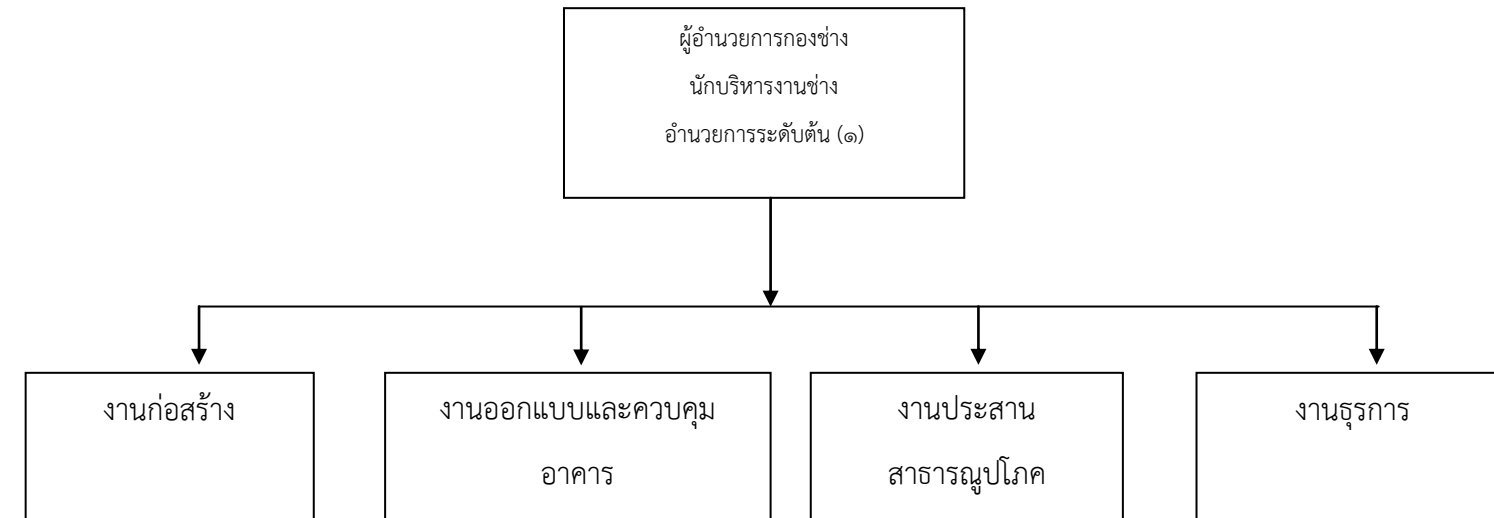 ผู้อำนวยการกองช่าง
นักบริหารงานช่าง
อำนวยการระดับต้น (๑)
งานก่อสร้าง
งานออกแบบและควบคุม
อาคาร
งานประสาน
สาธารณูปโภค
งานธุรการ